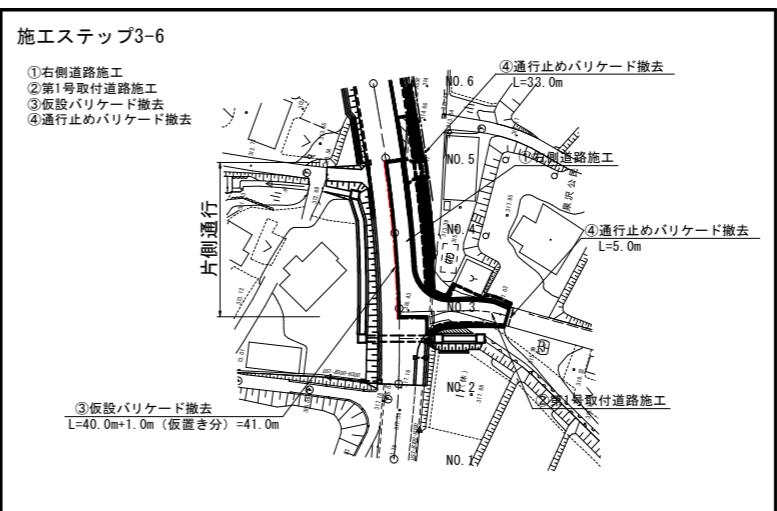 施工ステップ3-6
①右側道路施工
②第1号取付道路施工
③仮設バリケード撤去
④通行止めバリケード撤去
④通行止めバリケード撤去
L=33.0m
NO.6
NO.5
①右側道路施工
片側通行
NO.4
④通行止めバリケード撤去
L=5.0m
NO.3
NO.2
③仮設バリケード撤去
L=40.0m+1.0m（仮置き分）=41.0m
②第1号取付道路施工
NO.1